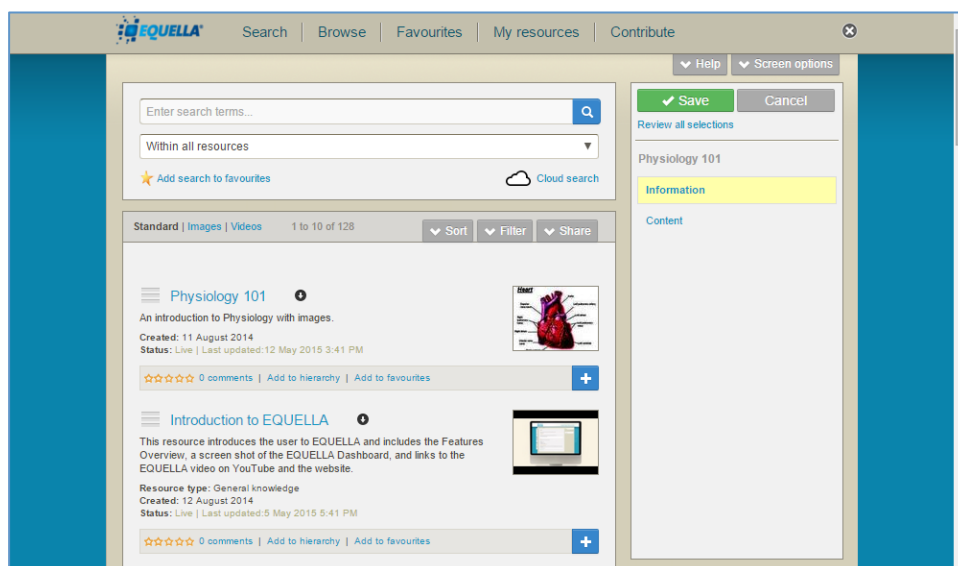 EQUELLA
Search | Browse | Favourites | My resources | Contribute
Help
Screen options
Enter search terms...
Within all resources
Add search to favourites
Cloud search
Standard | Images | Videos 1 to 10 of 128
Sort
Filter
Share
Physiology 101
An introduction to Physiology with images.
Created: 11 August 2014
Status: Live | Last updated:12 May 2015 3:41 PM
Heart
0 comments | Add to hierarchy | Add to favourites
Introduction to EQUELLA
This resource introduces the user to EQUELLA and includes the Features
Overview, a screen shot of the EQUELLA Dashboard, and links to the
EQUELLA video on YouTube and the website.
Resource type: General knowledge
Created: 12 August 2014
Status: Live | Last updated:5 May 2015 5:41 PM
0 comments | Add to hierarchy | Add to favourites
Save
Cancel
Review all selections
Physiology 101
Information
Content